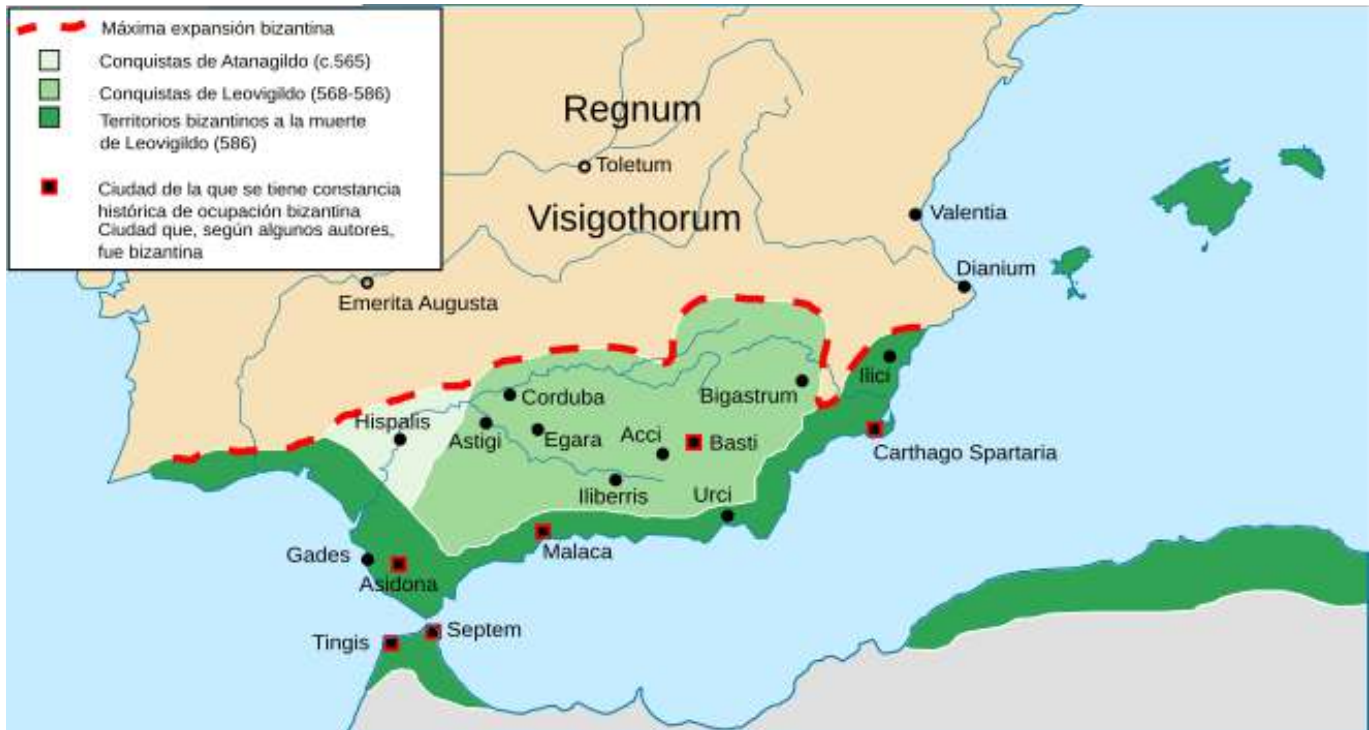 Máxima expansión bizantina
Conquistas de Atanagildo (c.565)
Conquistas de Leovigildo (568-586)
Territorios bizantinos a la muerte
de Leovigildo (586)
Ciudad de la que se tiene constancia
histórica de ocupación bizantina
Ciudad que, según algunos autores,
fue bizantina
Regnum
Toletum
Visigothorum
Valentia
Dianium
Emerita Augusta
Ilici
Corduba
Bigastrum
Hispalis
Astigi
Egara
Acci
Basti
Carthago Spartaria
Iliberris
Urci
Gades
Malaca
Asidona
Septem
Tingis